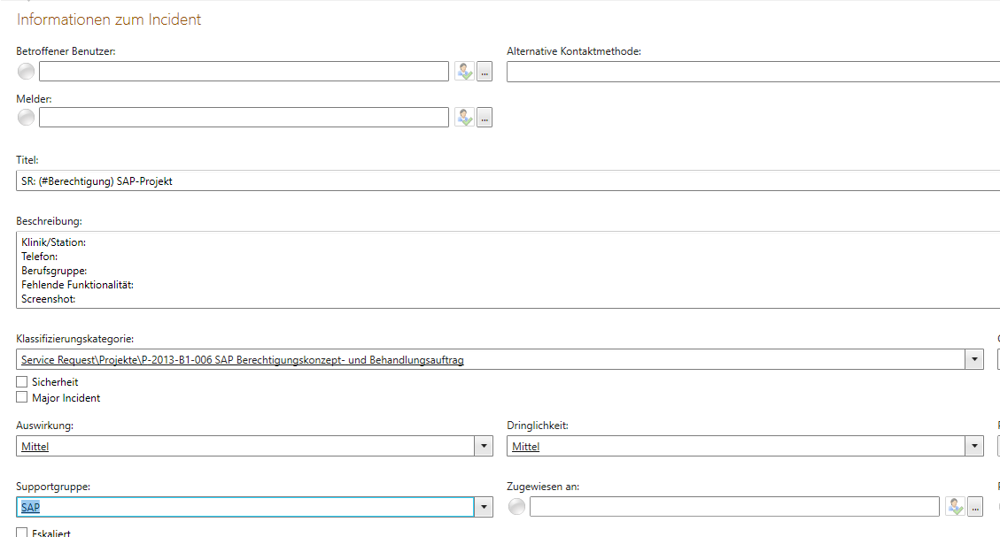 Informationen zum Incident
Betroffener Benutzer:
Alternative Kontaktmethode:
...
Melder:
...
Titel:
SR: (#Berechtigung) SAP-Projekt
Beschreibung:
Klinik/Station:
Telefon:
Berufsgruppe:
Fehlende Funktionalität:
Screenshot:
Klassifizierungskategorie:
Service Request\Projekte\P-2013-B1-006 SAP Berechtigungskonzept- und Behandlungsauftrag
Sicherheit
Major Incident
Auswirkung:
Dringlichkeit:
Mittel
Mittel
Supportgruppe:
Zugewiesen an:
SAP
...
Eskaliert